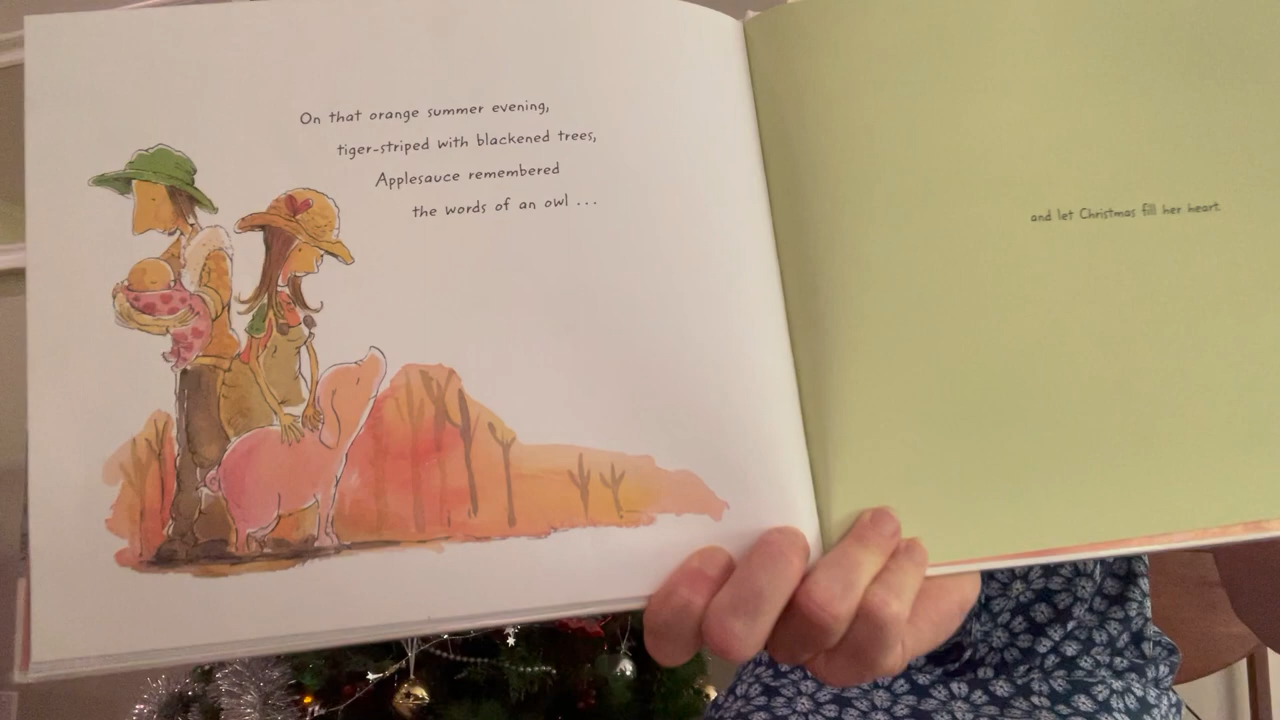 On that orange summer evening,
tiger-striped with blackened trees,
Applesauce remembered
the words of an owl ...
and let Christmas fill her heart.